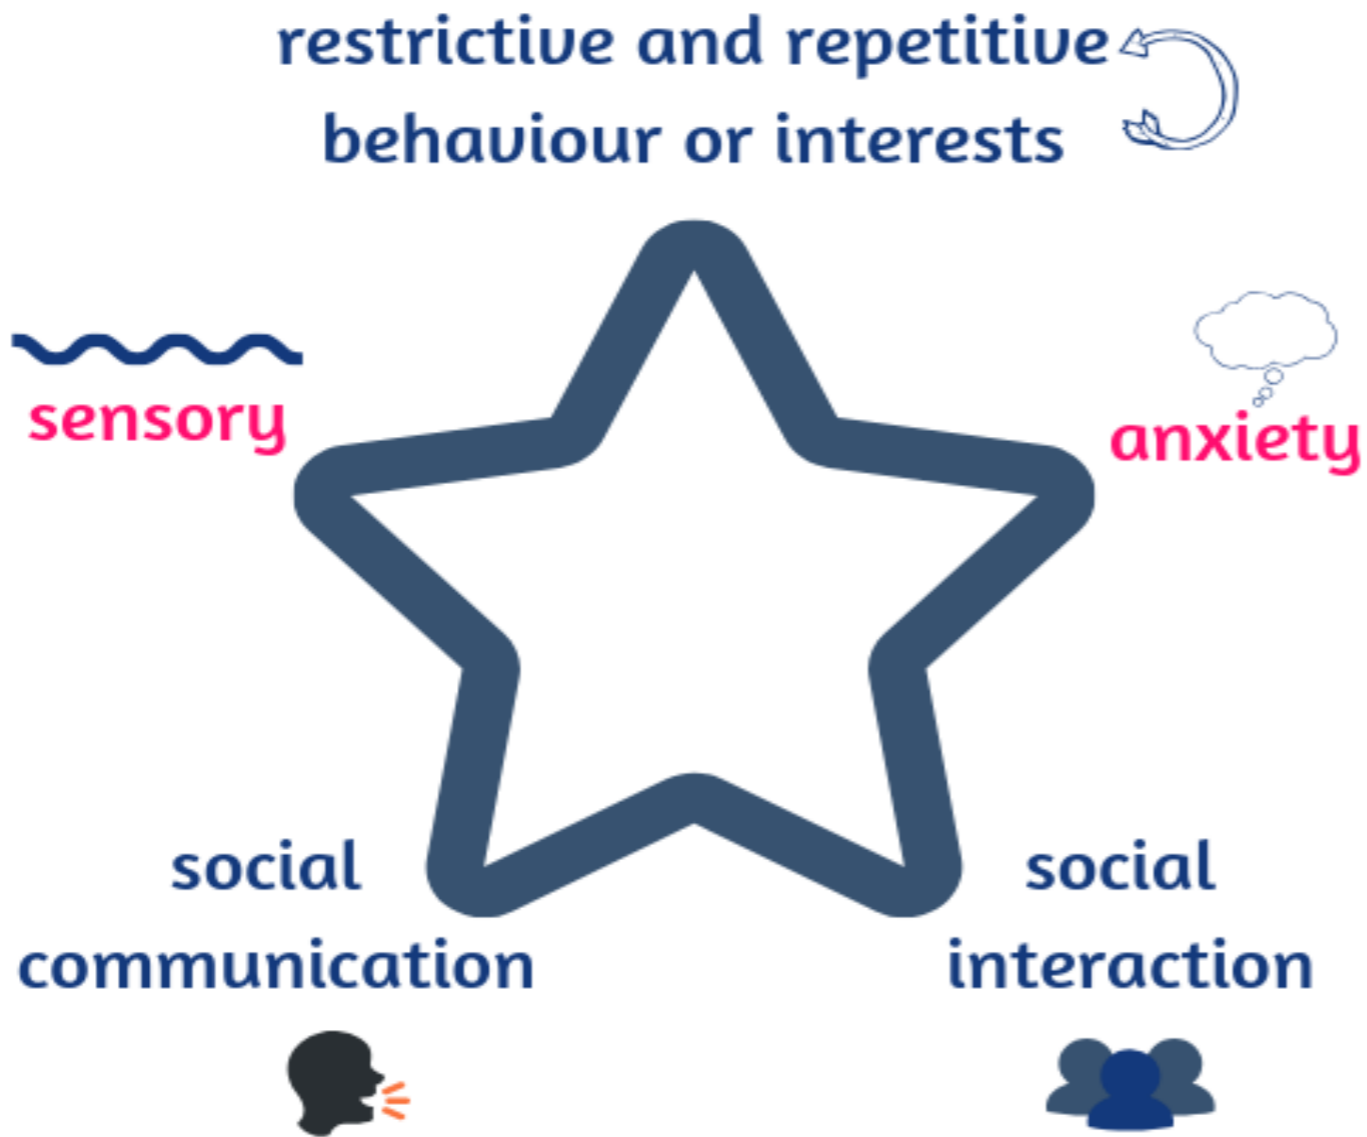 restrictive and repetitive
behaviour or interests
sensory
anxiety
social
communication
social
interaction